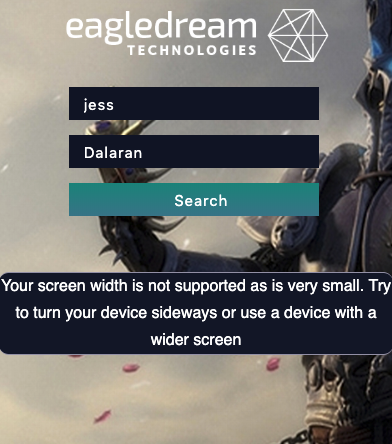 eagledream
TECHNOLOGIES
jess
Dalaran
Search
Your screen width is not supported as is very small. Try
to turn your device sideways or use a device with a
wider screen